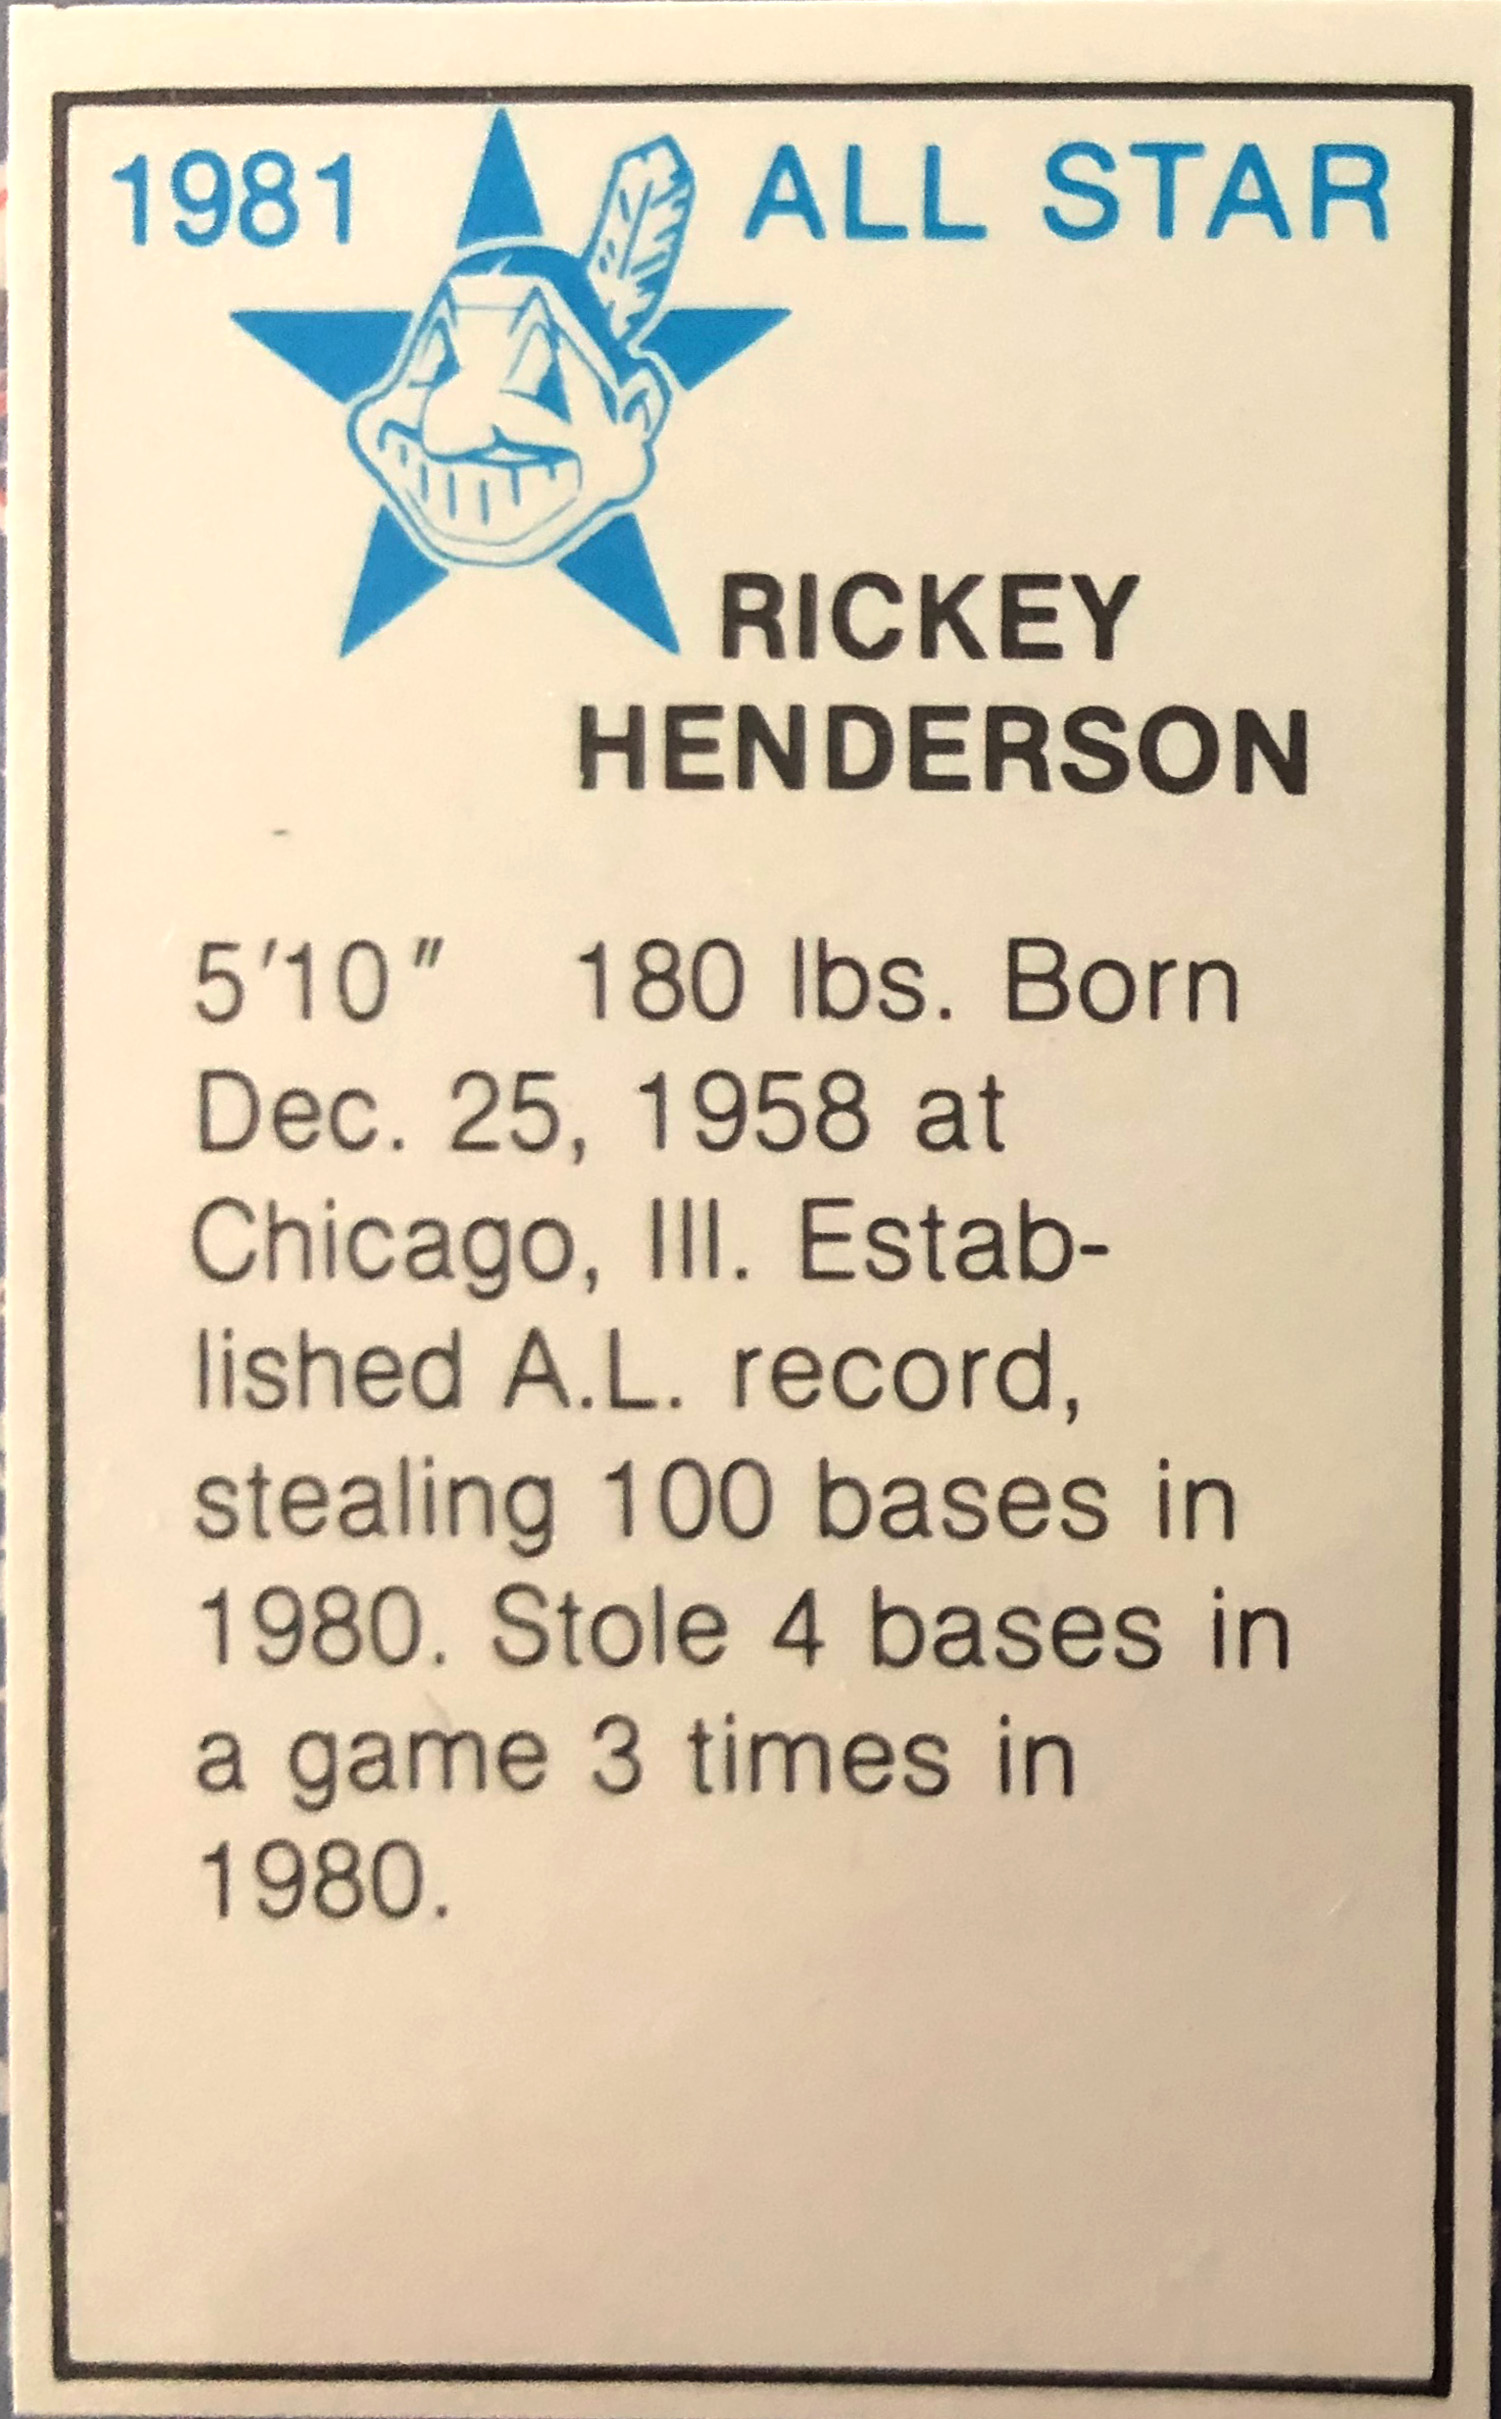 1981 ALL STAR
RICKEY
HENDERSON
5'10" 180 lbs. Born
Dec. 25, 1958 at
Chicago, Ill. Estab-
lished A.L. record,
stealing 100 bases in
1980. Stole 4 bases in
a game 3 times in
1980.